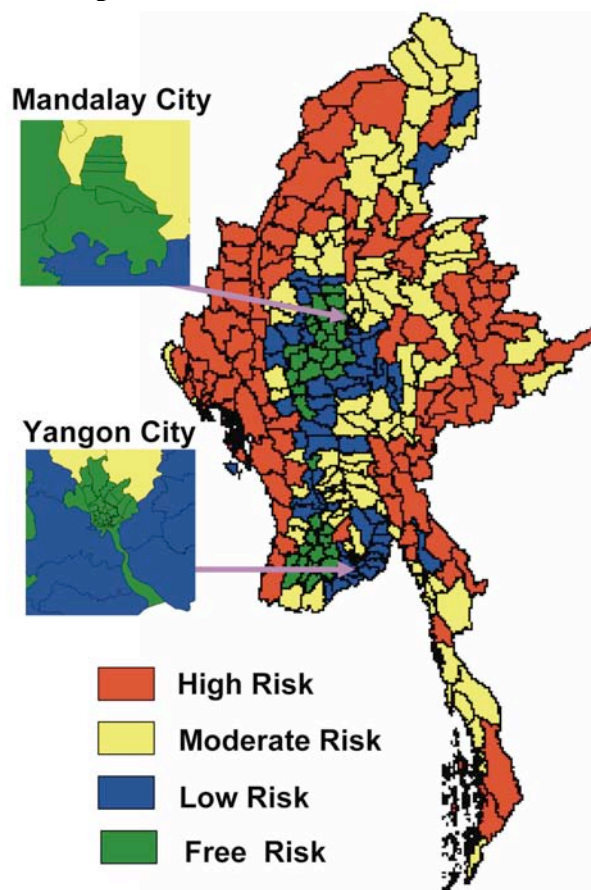 Mandalay City
Yangon City
High Risk
Moderate Risk
Low Risk
Free Risk